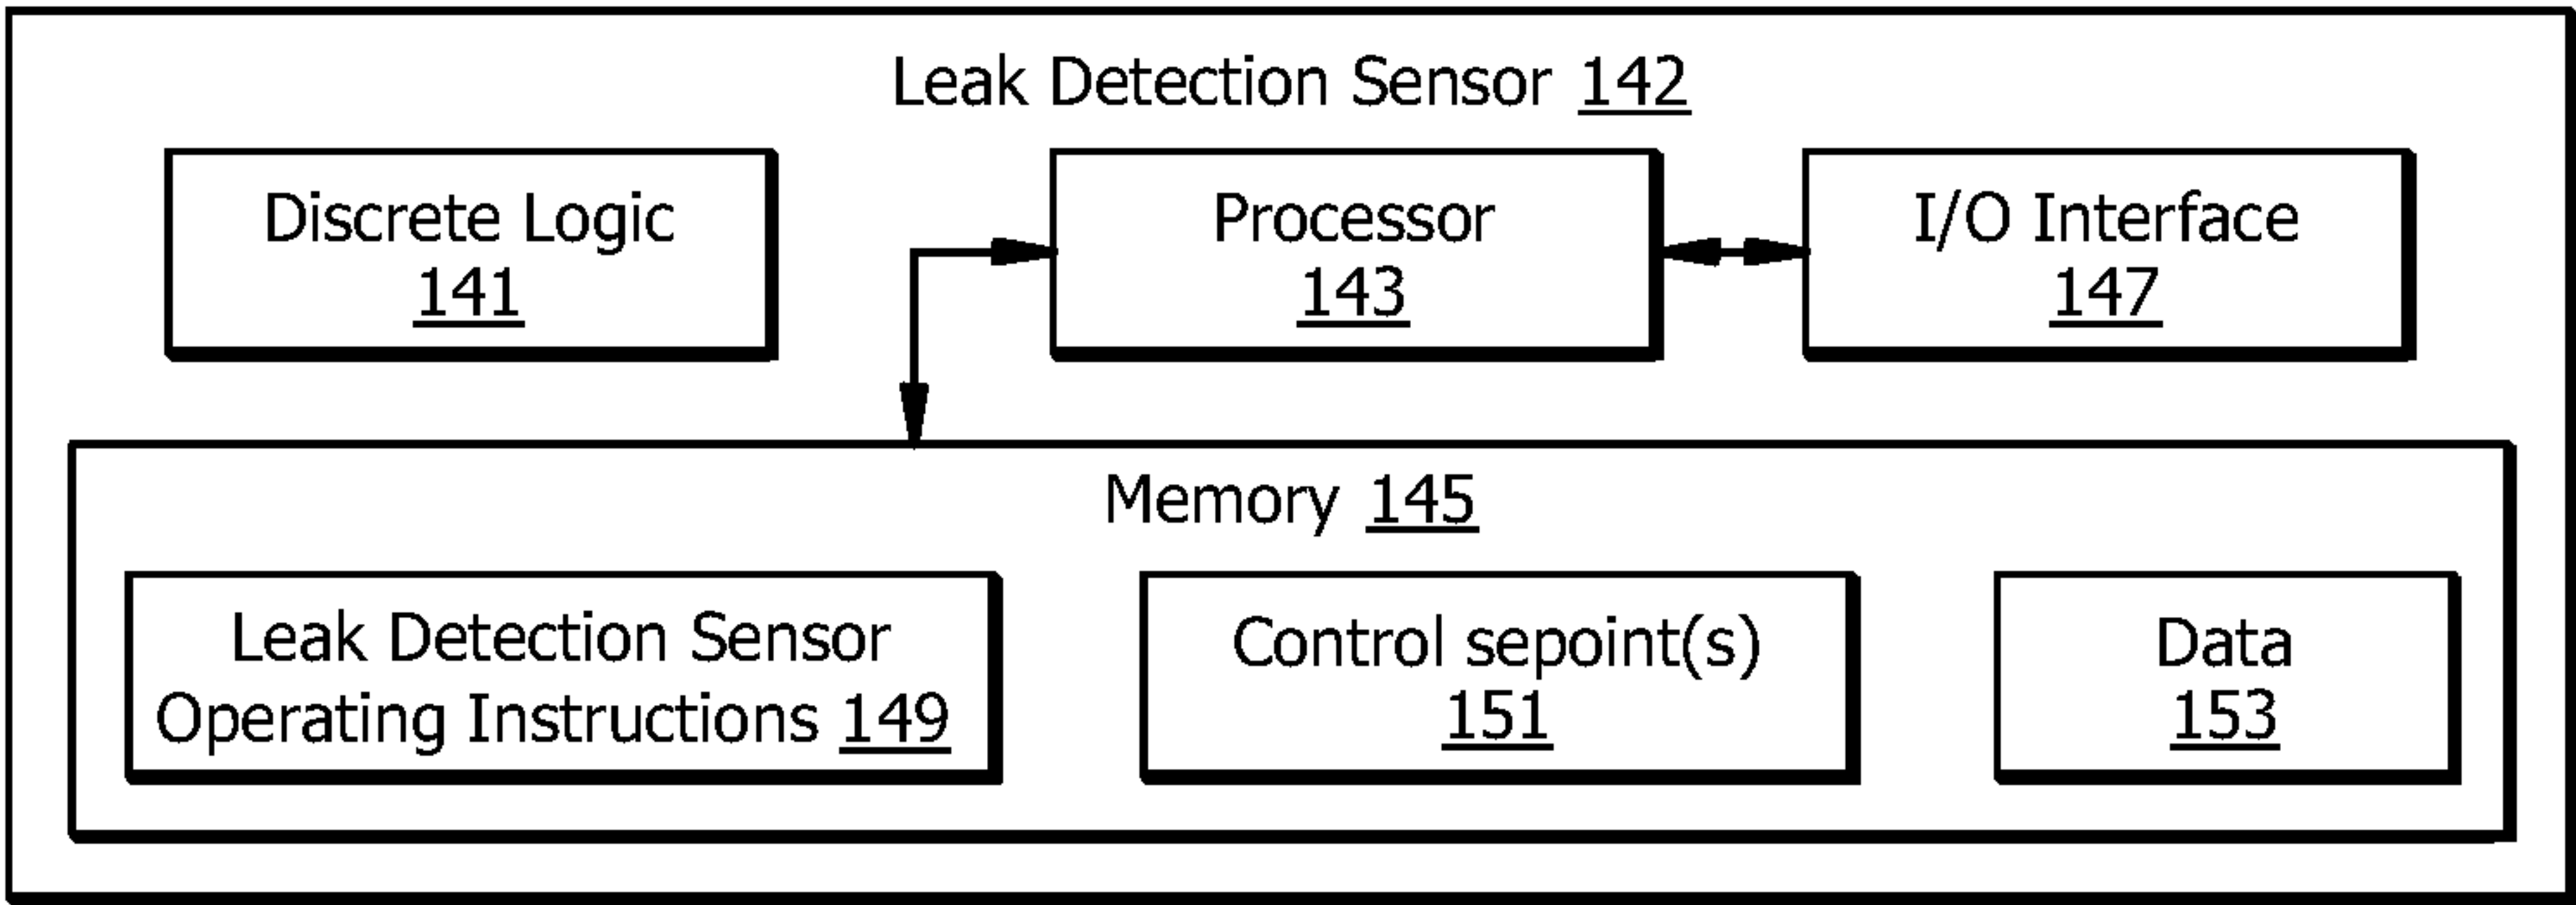 Leak Detection Sensor 142
Discrete Logic
141
Processor
143
I/O Interface
147
Memory 145
Leak Detection Sensor
Operating Instructions 149
Control sepoint(s)
151
Data
153